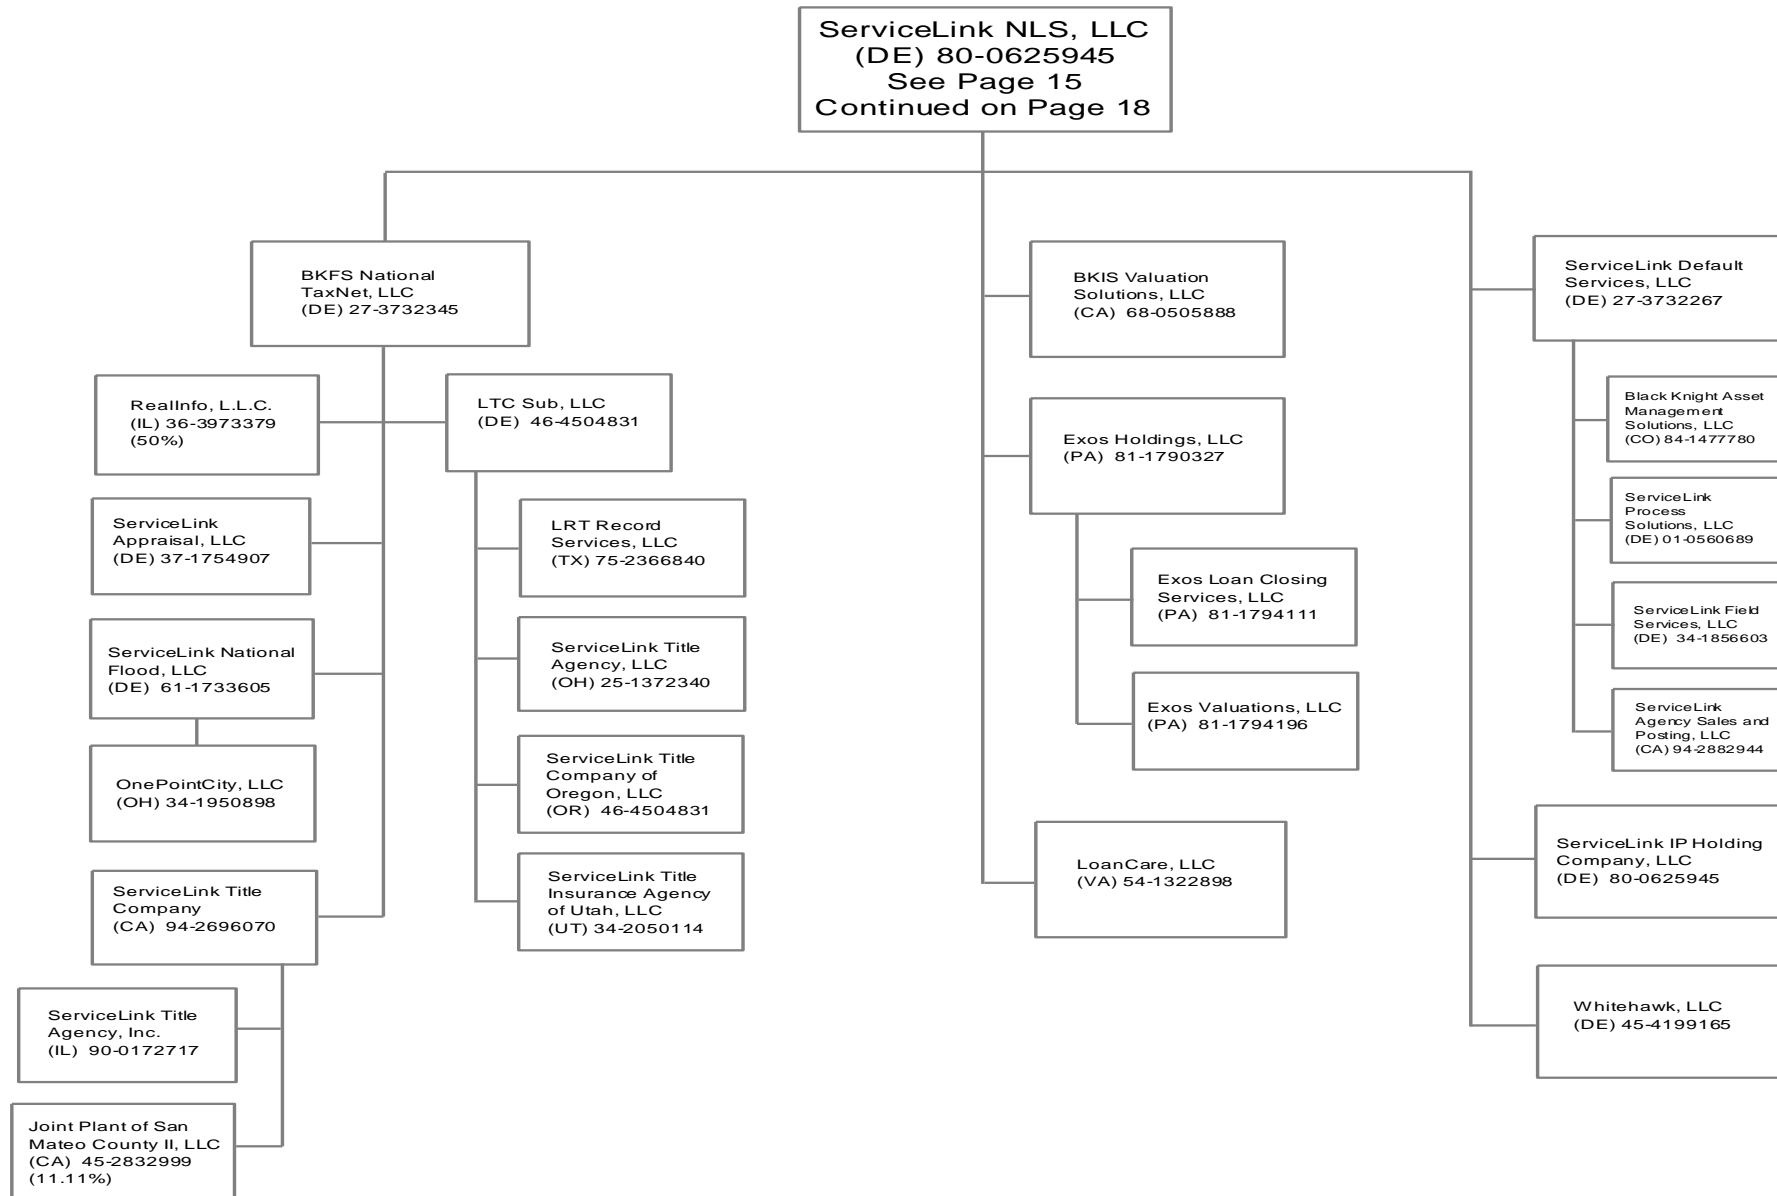 ServiceLink NLS, LLC
(DE) 80-0625945
See Page 15
Continued on Page 18
BKFS National
TaxNet, LLC
(DE) 27-3732345
RealInfo, L.L.C.
(IL) 36-3973379
(50%)
LTC Sub, LLC
(DE) 46-4504831
ServiceLink
Appraisal, LLC
(DE) 37-1754907
LRT Record
Services, LLC
(TX) 75-2366840
ServiceLink National
Flood, LLC
(DE) 61-1733605
ServiceLink Title
Agency, LLC
(OH) 25-1372340
OnePointCity, LLC
(OH) 34-1950898
ServiceLink Title
Company of
Oregon, LLC
(OR) 46-4504831
ServiceLink Title
Company
(CA) 94-2696070
ServiceLink Title
Insurance Agency
of Utah, LLC
(UT) 34-2050114
ServiceLink Title
Agency, Inc.
(IL) 90-0172717
Joint Plant of San
Mateo County II, LLC
(CA) 45-2832999
(11.11%)
BKIS Valuation
Solutions, LLC
(CA) 68-0505888
Exos Holdings, LLC
(PA) 81-1790327
Exos Loan Closing
Services, LLC
(PA) 81-1794111
Exos Valuations, LLC
(PA) 81-1794196
LoanCare, LLC
(VA) 54-1322898
ServiceLink Default
Services, LLC
(DE) 27-3732267
Black Knight Asset
Management
Solutions, LLC
(CO) 84-1477780
ServiceLink
Process
Solutions, LLC
(DE) 01-0560689
ServiceLink Field
Services, LLC
(DE) 34-1856603
ServiceLink
Agency Sales and
Posting, LLC
(CA) 94-2882944
ServiceLink IP Holding
Company, LLC
(DE) 80-0625945
Whitehawk, LLC
(DE) 45-4199165